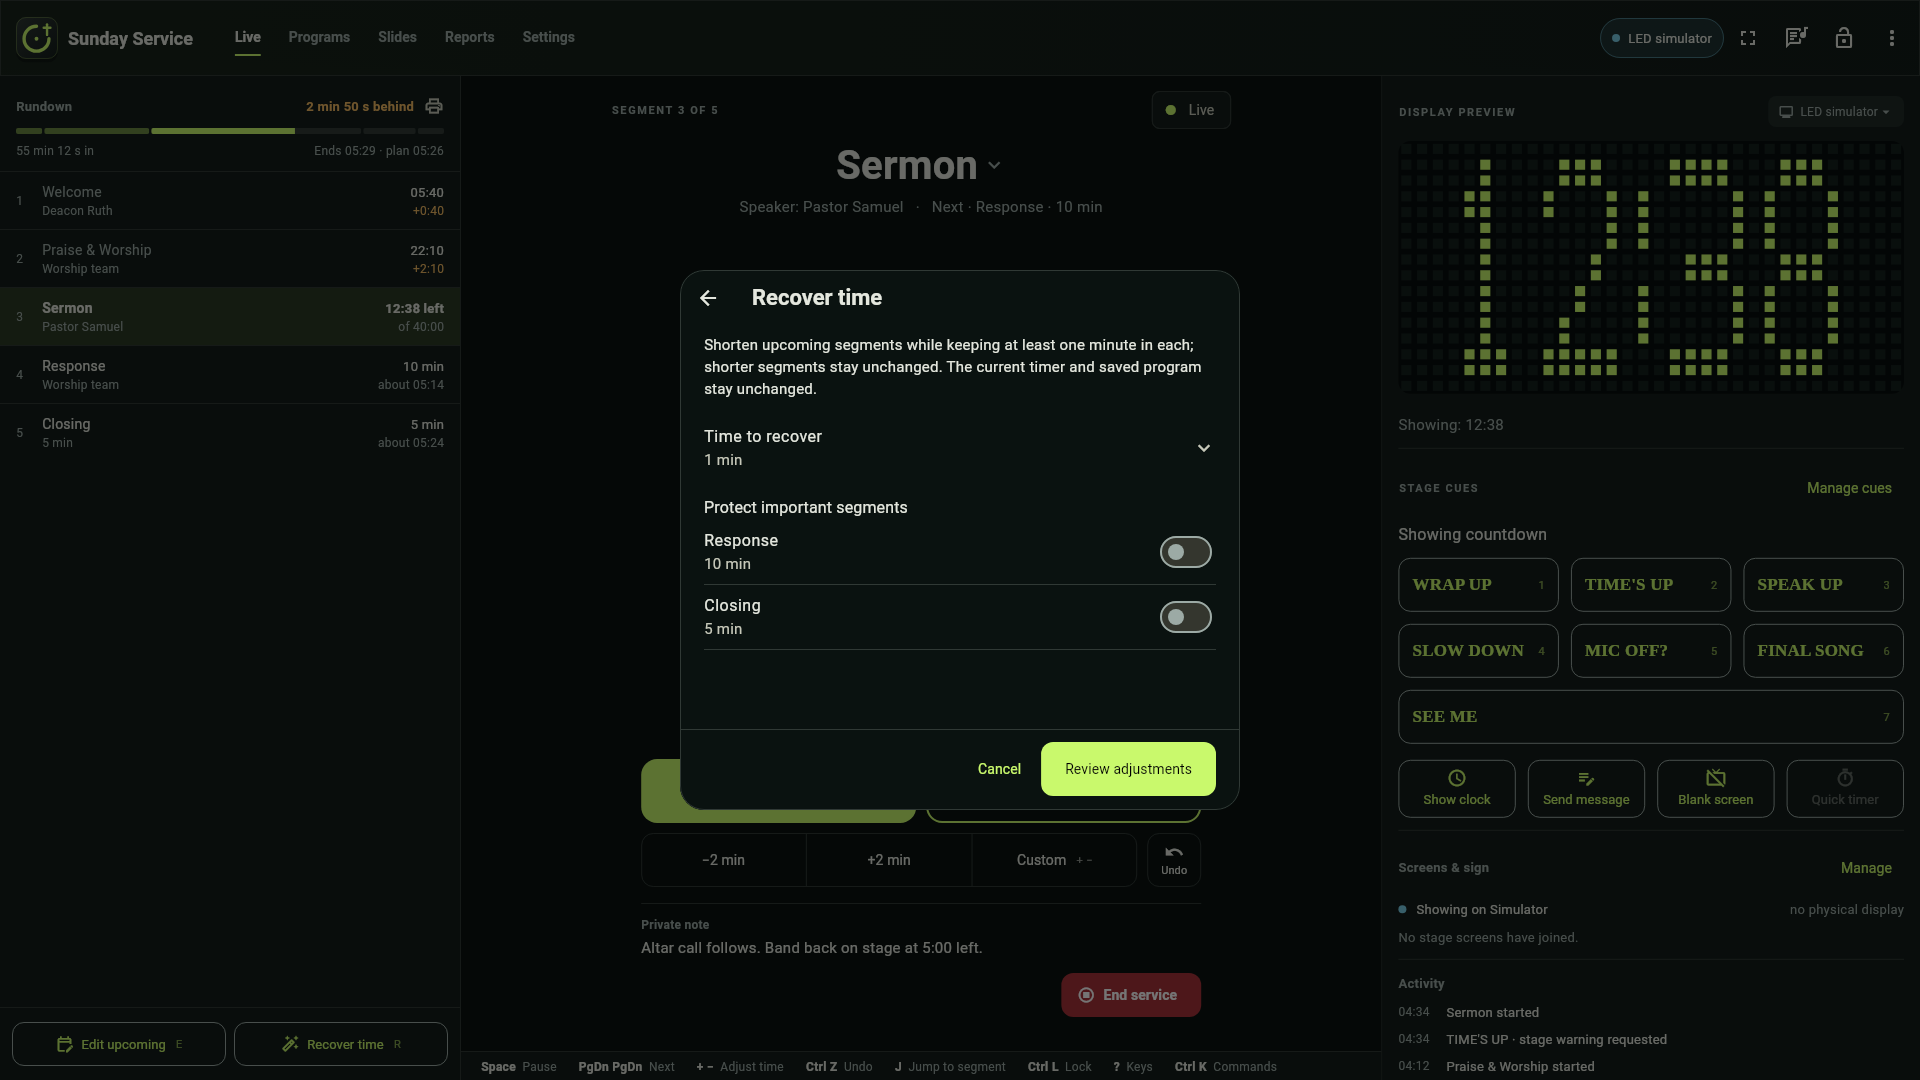 Sunday Service
Live
Programs
Slides
Reports
Settings
LED simulator
Rundown
2 min 50 s behind
55 min 12 s in
Ends 05:29 · plan 05:26
1
Welcome
05:40
Deacon Ruth
+0:40
2
Praise & Worship
22:10
Worship team
+2:10
3
Sermon
12:38 left
Pastor Samuel
of 40:00
4
Response
10 min
Worship team
about 05:14
5
Closing
5 min
5 min
about 05:24
Edit upcoming E
Recover time R
SEGMENT 3 OF 5
Live
Sermon
Speaker: Pastor Samuel · Next · Response · 10 min
Recover time
Shorten upcoming segments while keeping at least one minute in each;
shorter segments stay unchanged. The current timer and saved program
stay unchanged.
Time to recover
1 min
Protect important segments
Response
10 min
Closing
5 min
Cancel
Review adjustments
−2 min
+2 min
Custom + −
Undo
Private note
Altar call follows. Band back on stage at 5:00 left.
End service
Space Pause
PgDn PgDn Next
+ − Adjust time
Ctrl Z Undo
J Jump to segment
Ctrl L Lock
? Keys
Ctrl K Commands
DISPLAY PREVIEW
LED simulator
12:38
Showing: 12:38
STAGE CUES
Manage cues
Showing countdown
WRAP UP 1
TIME'S UP 2
SPEAK UP 3
SLOW DOWN 4
MIC OFF? 5
FINAL SONG 6
SEE ME 7
Show clock
Send message
Blank screen
Quick timer
Screens & sign
Manage
Showing on Simulator
no physical display
No stage screens have joined.
Activity
04:34 Sermon started
04:34 TIME'S UP · stage warning requested
04:12 Praise & Worship started